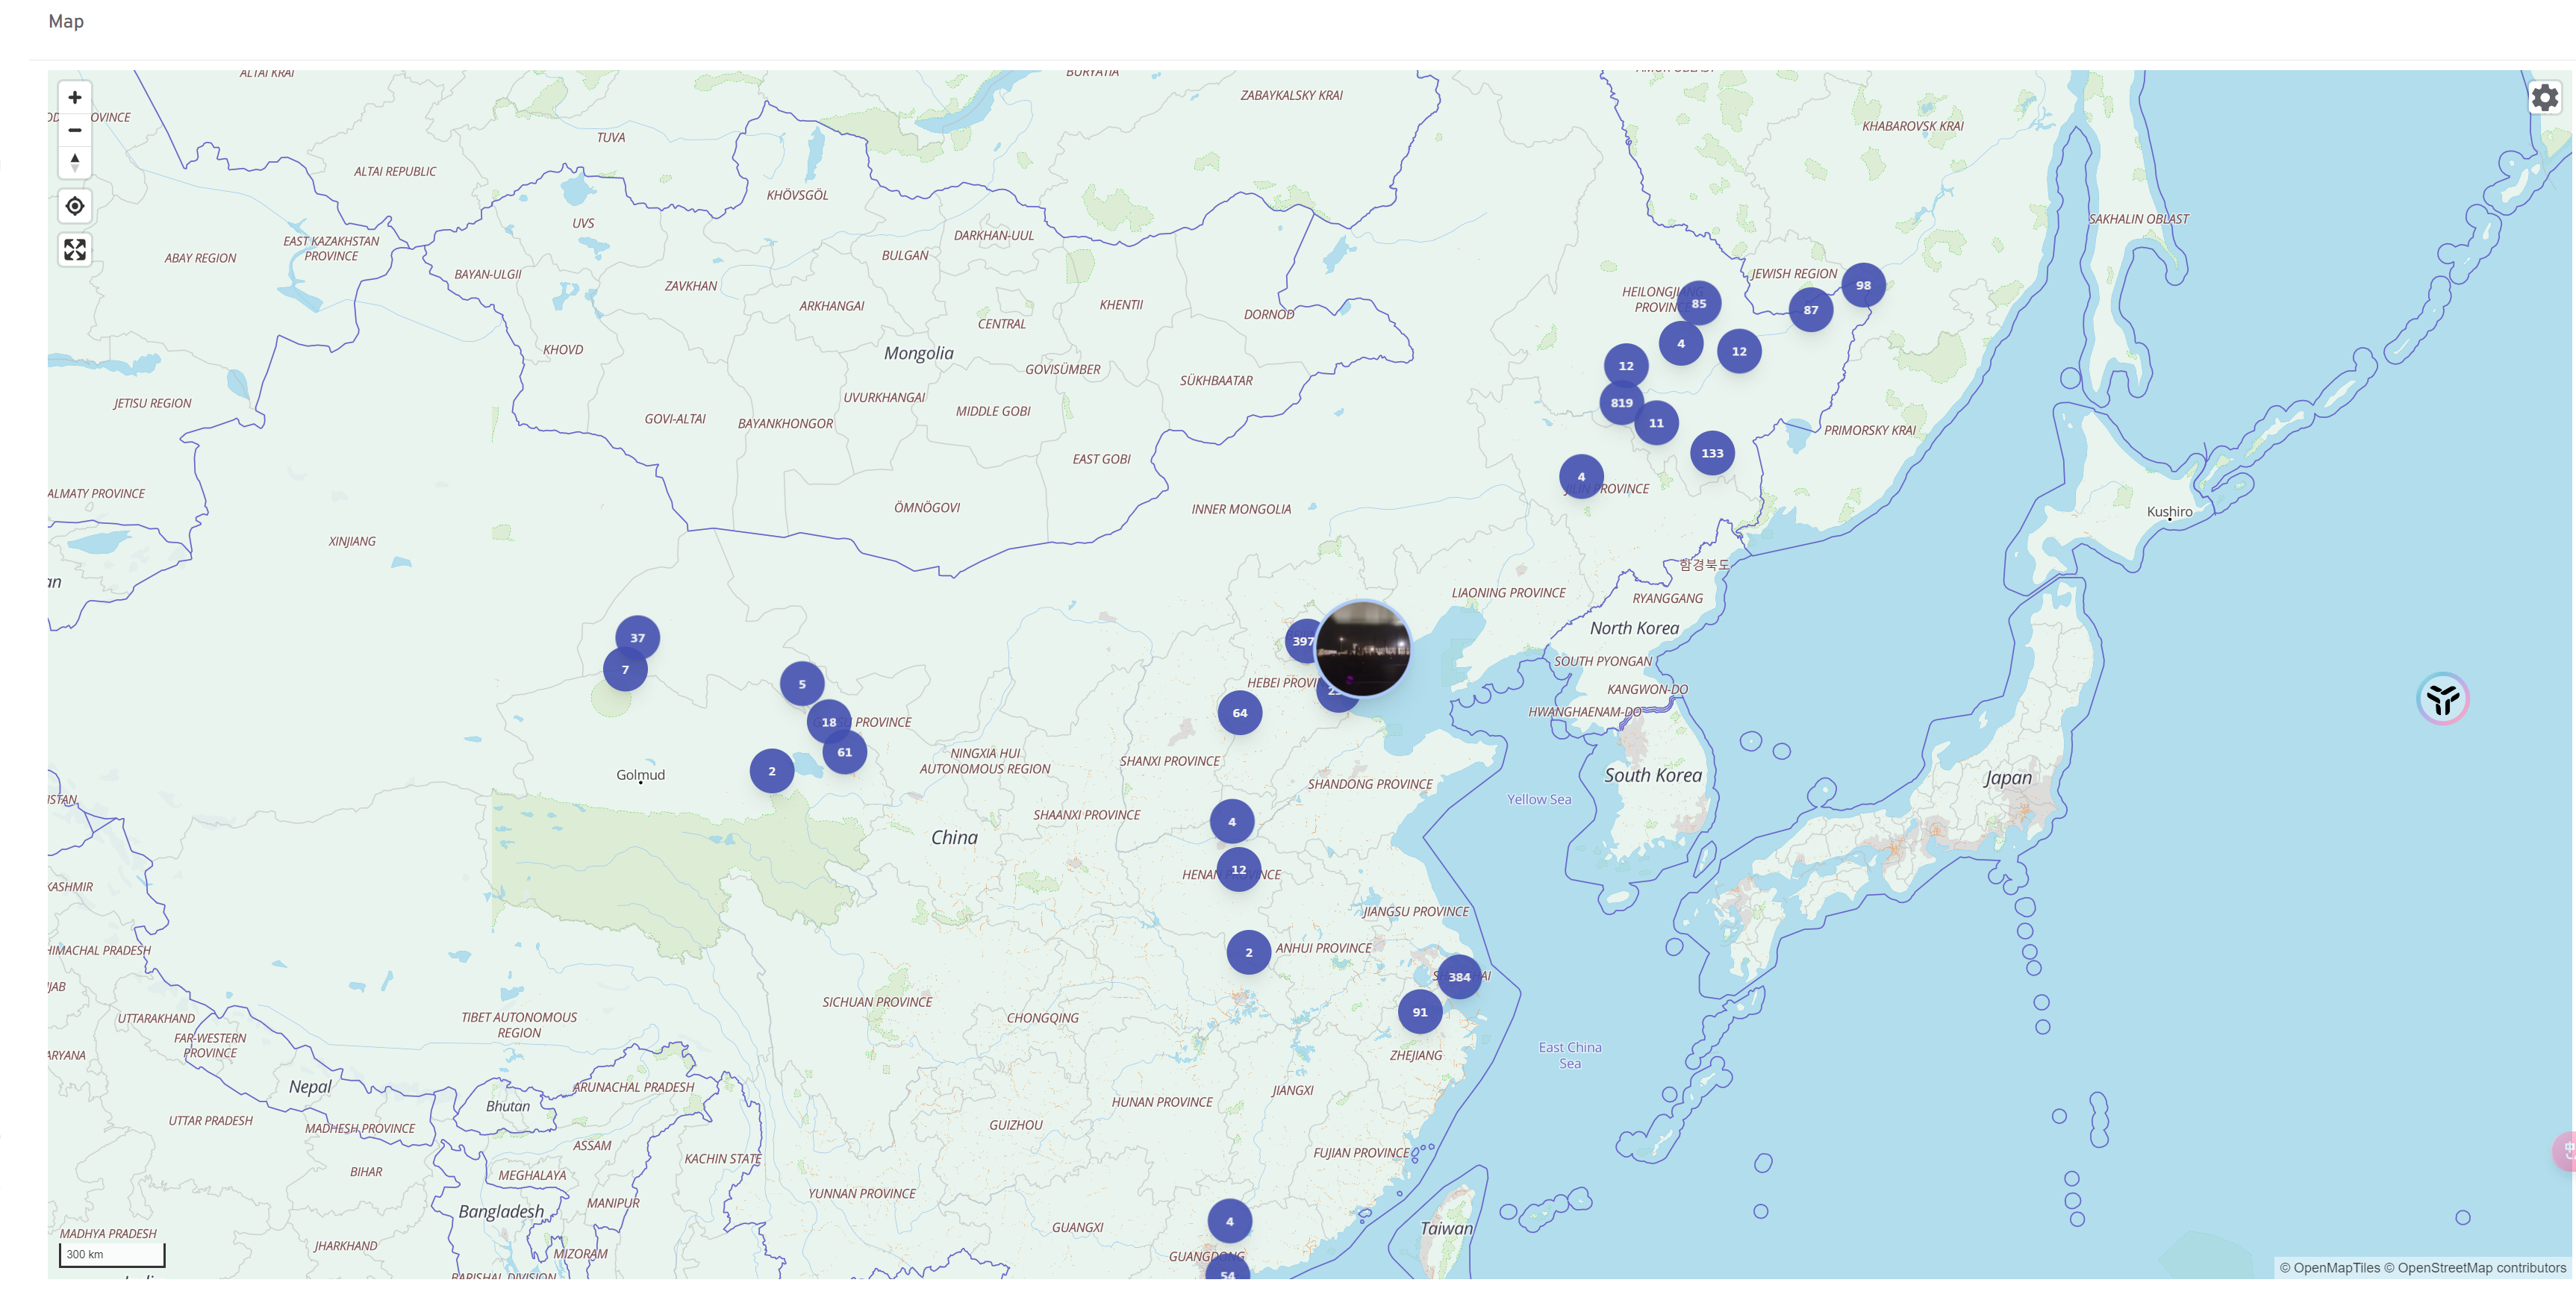 Map
ALTAI KRAI
BURYATIA
ZABAYKALSKY KRAI
TUVA
KHABAROVSK KRAI
ALTAI REPUBLIC
KHÖVSGÖL
UVS
SAKHALIN OBLAST
EAST KAZAKHSTAN
PROVINCE
DARKHAN-UUL
ABAY REGION
BULGAN
BAYAN-ULGII
JEWISH REGION
ZAVKHAN
98
HEILONGJIANG
PROVINCE
85
87
ARKHANGAI
KHENTII
DORNOD
CENTRAL
4
12
KHOVD
Mongolia
12
GOVISÜMBER
SÜKHBAATAR
JETISU REGION
UVURKHANGAI
MIDDLE GOBI
819
GOVI-ALTAI
BAYANKHONGOR
11
PRIMORSKY KRAI
EAST GOBI
133
4
JILIN PROVINCE
ALMATY PROVINCE
ÖMNÖGOVI
INNER MONGOLIA
Kushiro
XINJIANG
함경북도
LIAONING PROVINCE
RYANGGANG
North Korea
37
397
7
SOUTH PYONGAN
5
HEBEI
KANGWON-DO
HWANGHAENAM-DO
64
18
PROVINCE
61
NINGXIA HUI
AUTONOMOUS REGION
SHANXI PROVINCE
2
Golmud
South Korea
Japan
SHANDONG PROVINCE
Yellow Sea
SHAANXI PROVINCE
4
China
12
HENAN PROVINCE
KASHMIR
JIANGSU PROVINCE
HIMACHAL PRADESH
2
ANHUI PROVINCE
384
SICHUAN PROVINCE
91
UTTARAKHAND
TIBET AUTONOMOUS
REGION
CHONGQING
FAR-WESTERN
PROVINCE
ZHEJIANG
East China
Sea
Nepal
ARUNACHAL PRADESH
JIANGXI
Bhutan
HUNAN PROVINCE
UTTAR PRADESH
MADHESH PROVINCE
GUIZHOU
ASSAM
FUJIAN PROVINCE
KACHIN STATE
BIHAR
MEGHALAYA
YUNNAN PROVINCE
MANIPUR
Bangladesh
4
GUANGXI
Taiwan
MADHYA PRADESH
JHARKHAND
MIZORAM
GUANGDONG
300 km
54
BARISHAL DIVISION
© OpenMapTiles © OpenStreetMap contributors